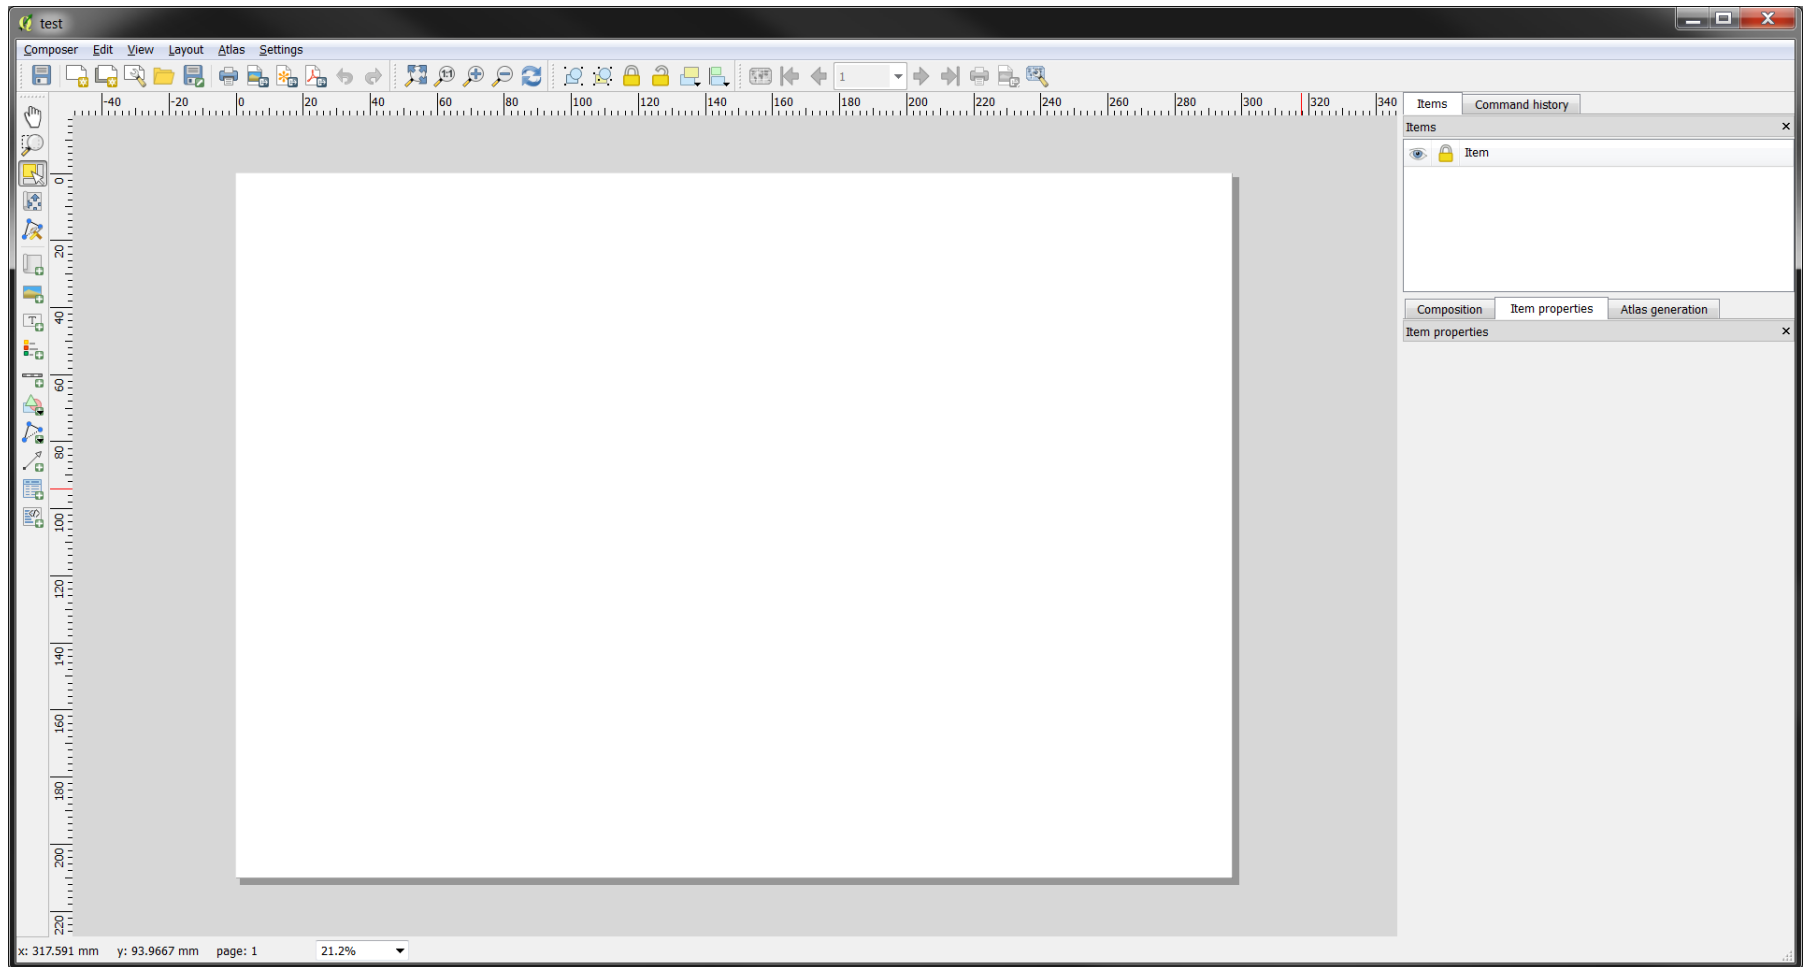 test
Composer Edit View Layout Atlas Settings
1:1
1
-40 -20 0 20 40 60 80 100 120 140 160 180 200 220 240 260 280 300 320 340
Items Command history
Items
Item
Composition Item properties Atlas generation
Item properties
0
20
40
60
80
100
120
140
160
180
200
220
x: 317.591 mm y: 93.9667 mm page: 1 21.2%